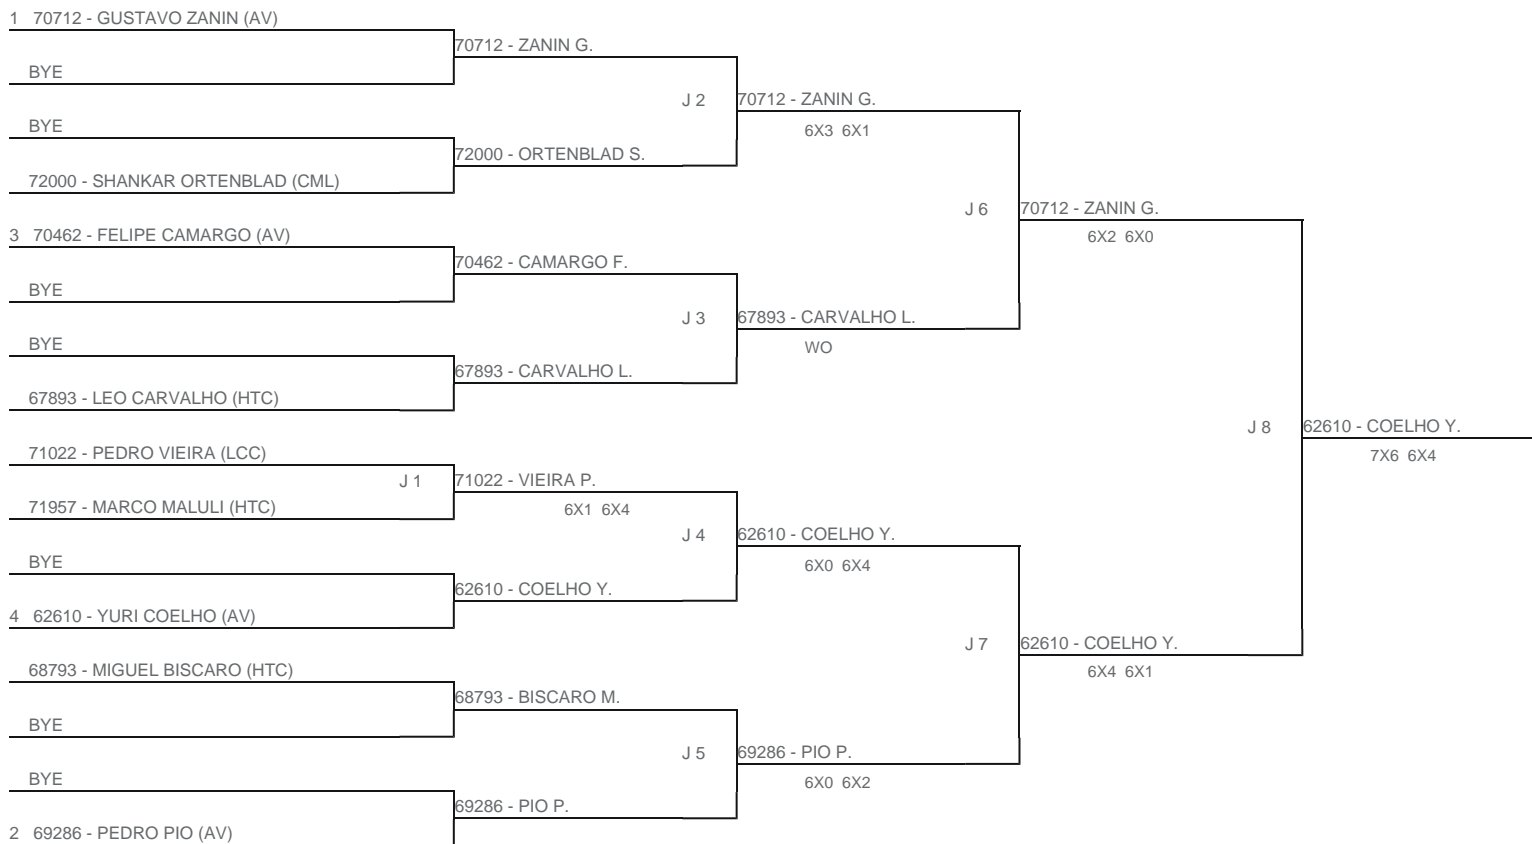 1 70712 - GUSTAVO ZANIN (AV)
70712 - ZANIN G.
BYE
J 2
70712 - ZANIN G.
6X3 6X1
BYE
72000 - ORTENBLAD S.
72000 - SHANKAR ORTENBLAD (CML)
J 6
70712 - ZANIN G.
6X2 6X0
3 70462 - FELIPE CAMARGO (AV)
70462 - CAMARGO F.
BYE
J 3
67893 - CARVALHO L.
WO
BYE
67893 - CARVALHO L.
67893 - LEO CARVALHO (HTC)
J 8
62610 - COELHO Y.
7X6 6X4
71022 - PEDRO VIEIRA (LCC)
J 1
71022 - VIEIRA P.
6X1 6X4
71957 - MARCO MALULI (HTC)
J 4
62610 - COELHO Y.
6X0 6X4
BYE
62610 - COELHO Y.
4 62610 - YURI COELHO (AV)
J 7
62610 - COELHO Y.
6X4 6X1
68793 - MIGUEL BISCARO (HTC)
68793 - BISCARO M.
BYE
J 5
69286 - PIO P.
6X0 6X2
BYE
69286 - PIO P.
2 69286 - PEDRO PIO (AV)